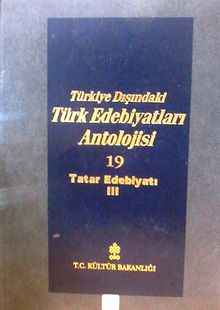 Türkiye Dışındaki
Türk Edebiyatları
Antolojisi
19
Tatar Edebiyatı
III
T.C. KÜLTÜR BAKANLIĞI